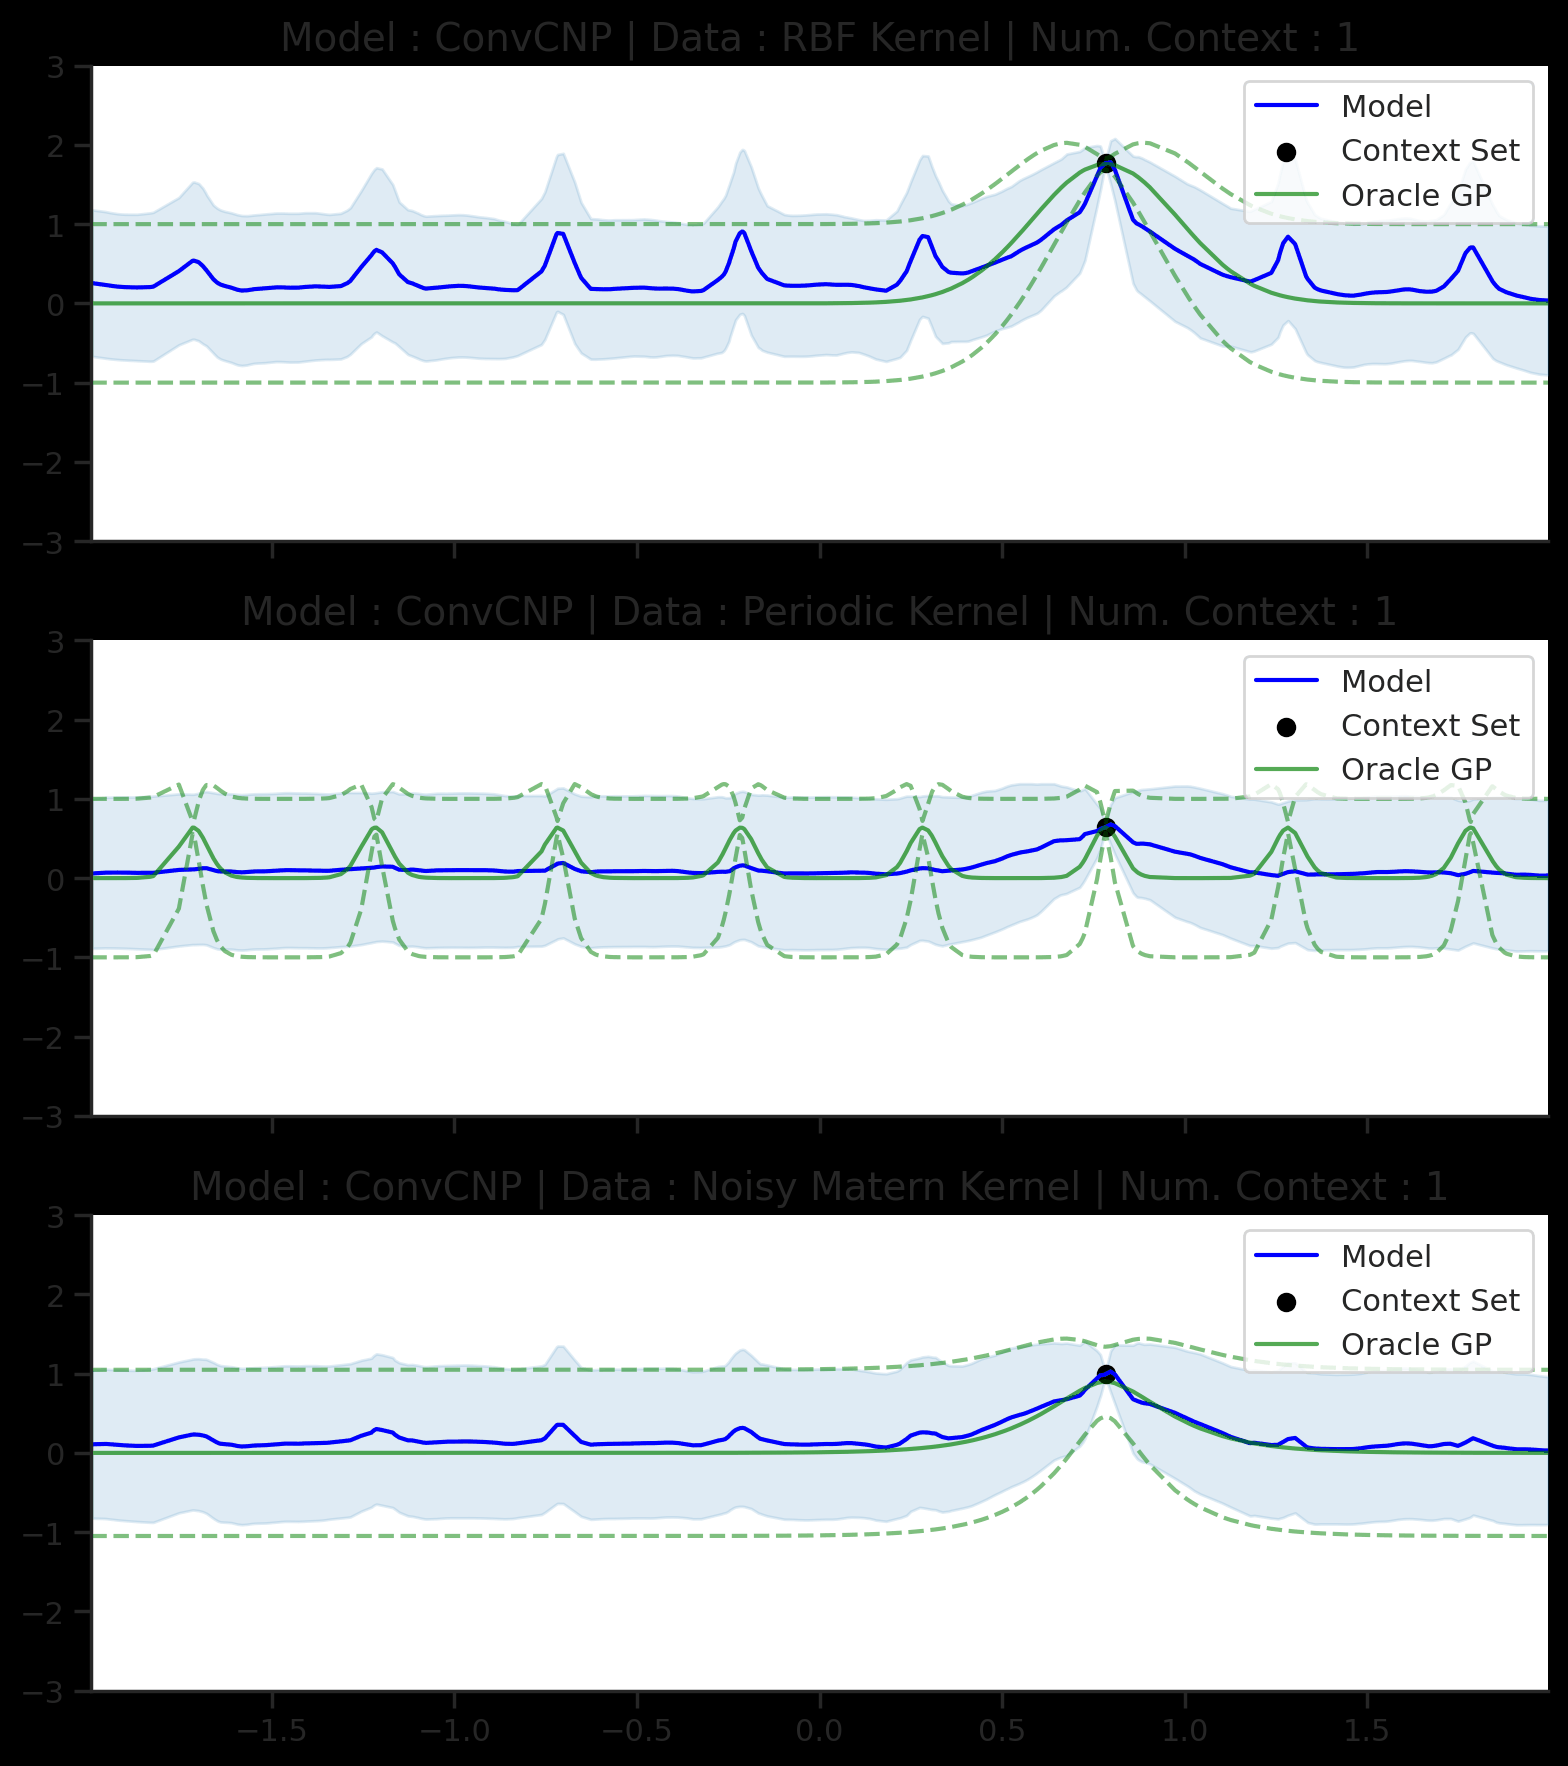 Model : ConvCNP | Data : RBF Kernel | Num. Context : 1
3
2
1
0
−1
−2
−3
Model
Context Set
Oracle GP
Model : ConvCNP | Data : Periodic Kernel | Num. Context : 1
3
2
1
0
−1
−2
−3
Model
Context Set
Oracle GP
Model : ConvCNP | Data : Noisy Matern Kernel | Num. Context : 1
3
2
1
0
−1
−2
−3
Model
Context Set
Oracle GP
−1.5 −1.0 −0.5 0.0 0.5 1.0 1.5